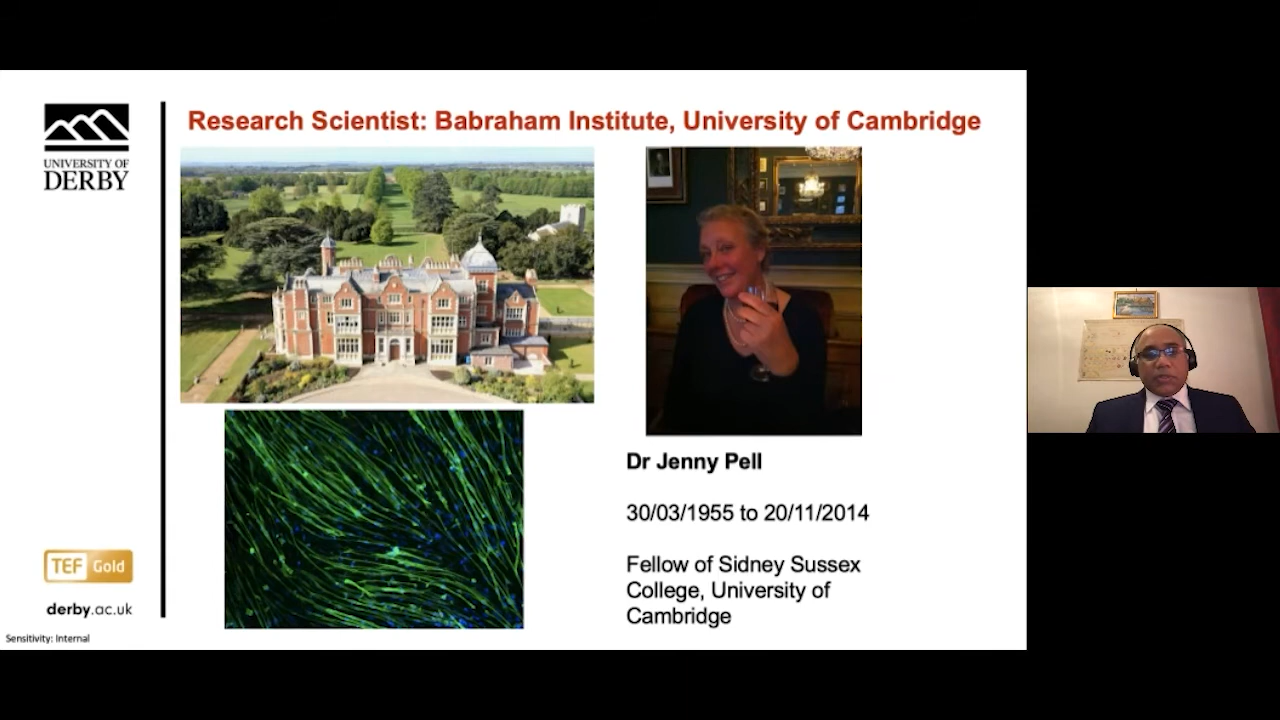 Research Scientist: Babraham Institute, University of Cambridge
UNIVERSITY OF
DERBY
Dr Jenny Pell
30/03/1955 to 20/11/2014
Fellow of Sidney Sussex
College, University of
Cambridge
TEF Gold
derby.ac.uk
Sensitivity: Internal